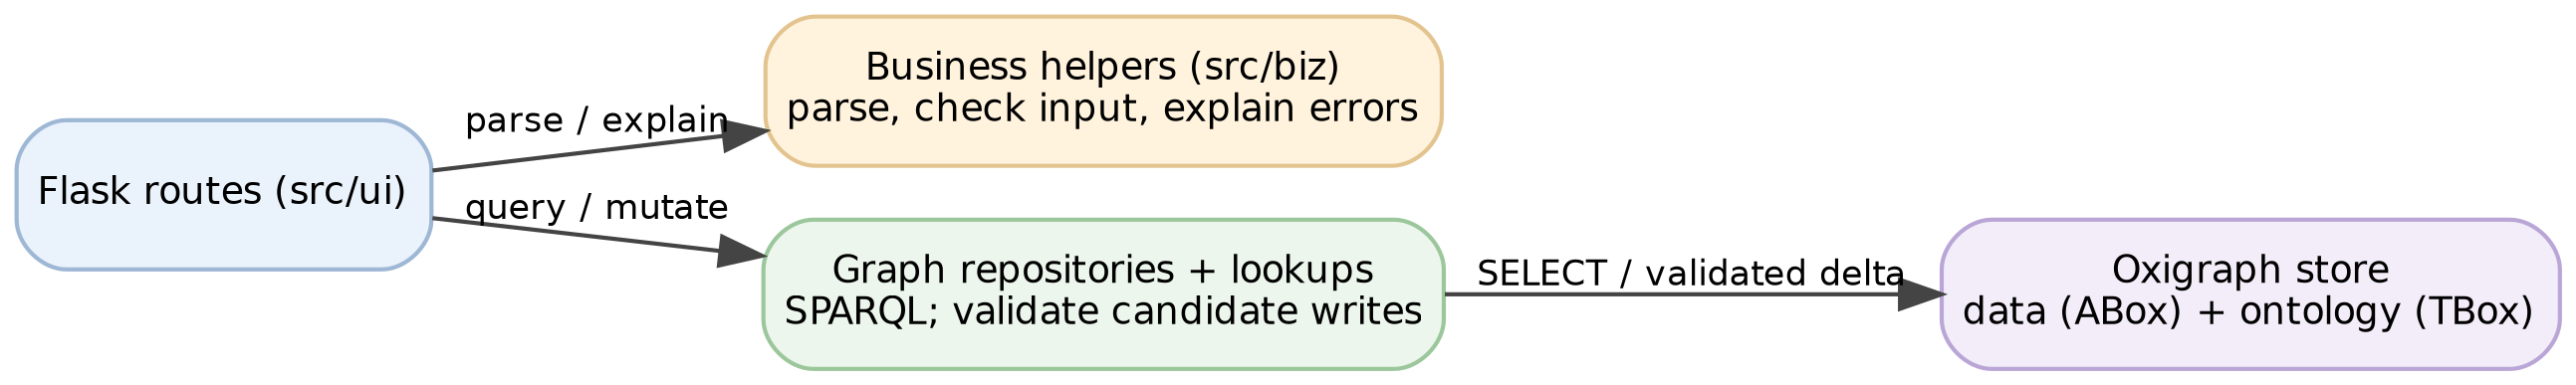 Flask routes (src/ui)
parse / explain
query / mutate
Business helpers (src/biz)
parse, check input, explain errors
Graph repositories + lookups
SPARQL; validate candidate writes
SELECT / validated delta
Oxigraph store
data (ABox) + ontology (TBox)